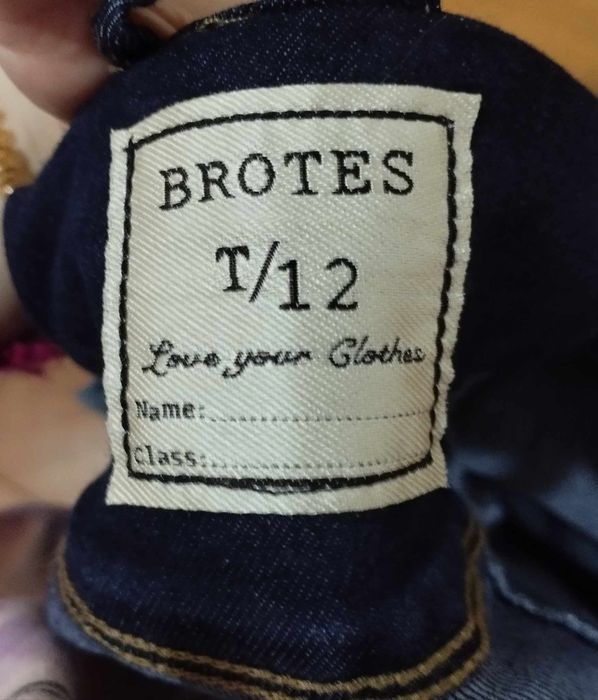 BROTES
T/12
Love your Clothes
Name:
Class: